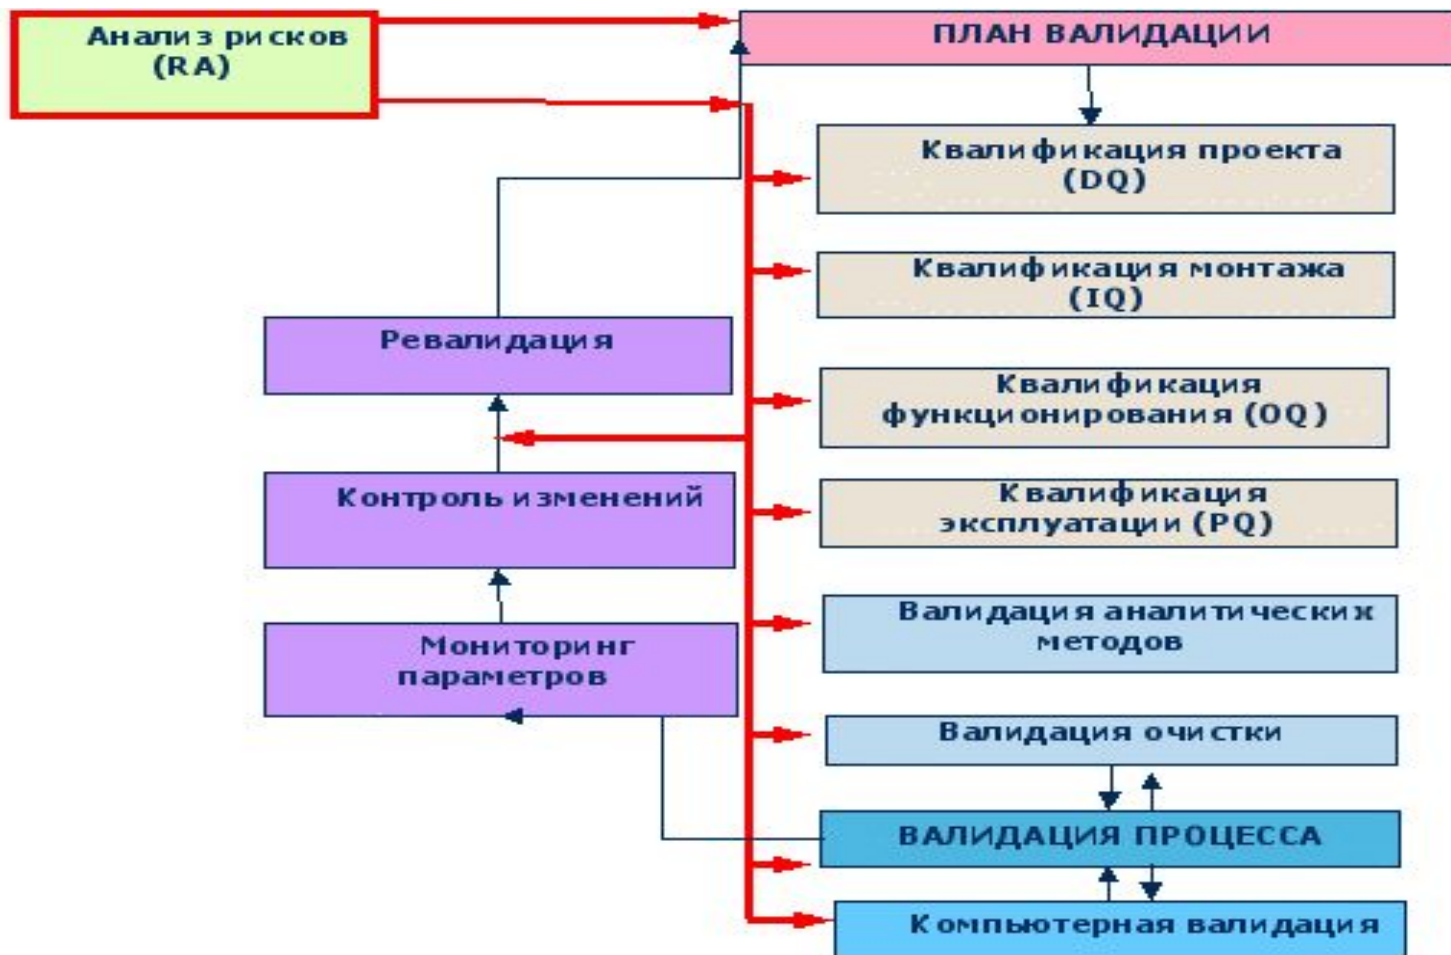 Анализ рисков
(RA)
ПЛАН ВАЛИДАЦИИ
Квалификация проекта
(DQ)
Квалификация монтажа
(IQ)
Ревалидация
Квалификация
функционирования (OQ)
Контроль изменений
Квалификация
эксплуатации (PQ)
Мониторинг
параметров
Валидация аналитических
методов
Валидация очистки
ВАЛИДАЦИЯ ПРОЦЕССА
Компьютерная валидация